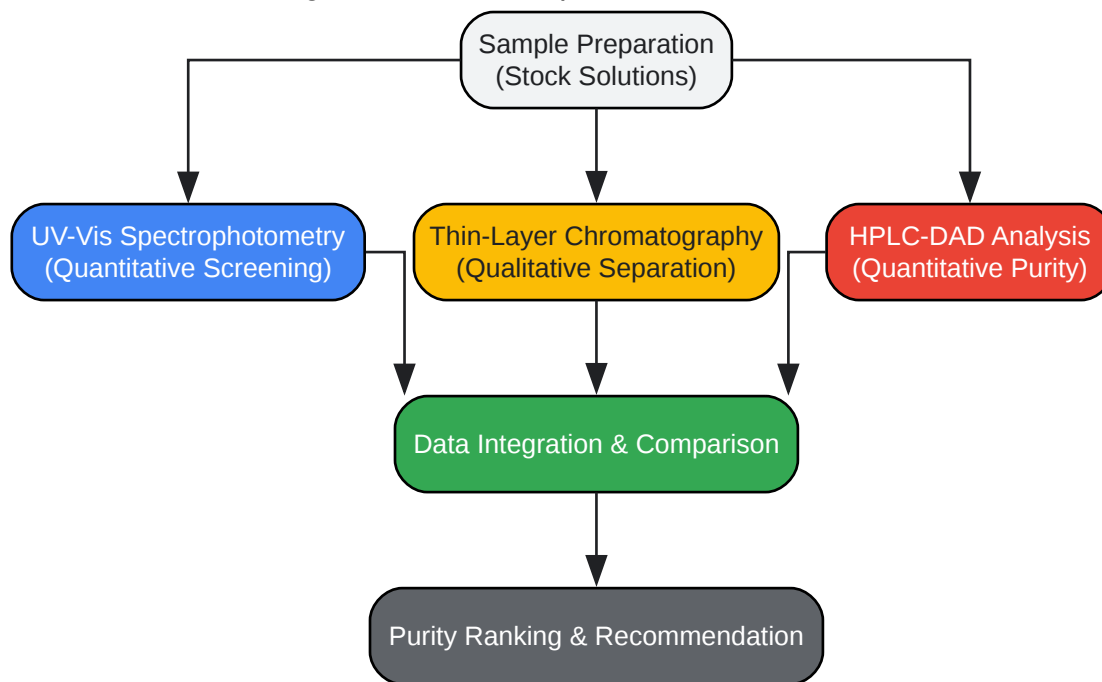 Sample Preparation
(Stock Solutions)
UV-Vis Spectrophotometry
(Quantitative Screening)
Thin-Layer Chromatography
(Qualitative Separation)
HPLC-DAD Analysis
(Quantitative Purity)
Data Integration & Comparison
Purity Ranking & Recommendation